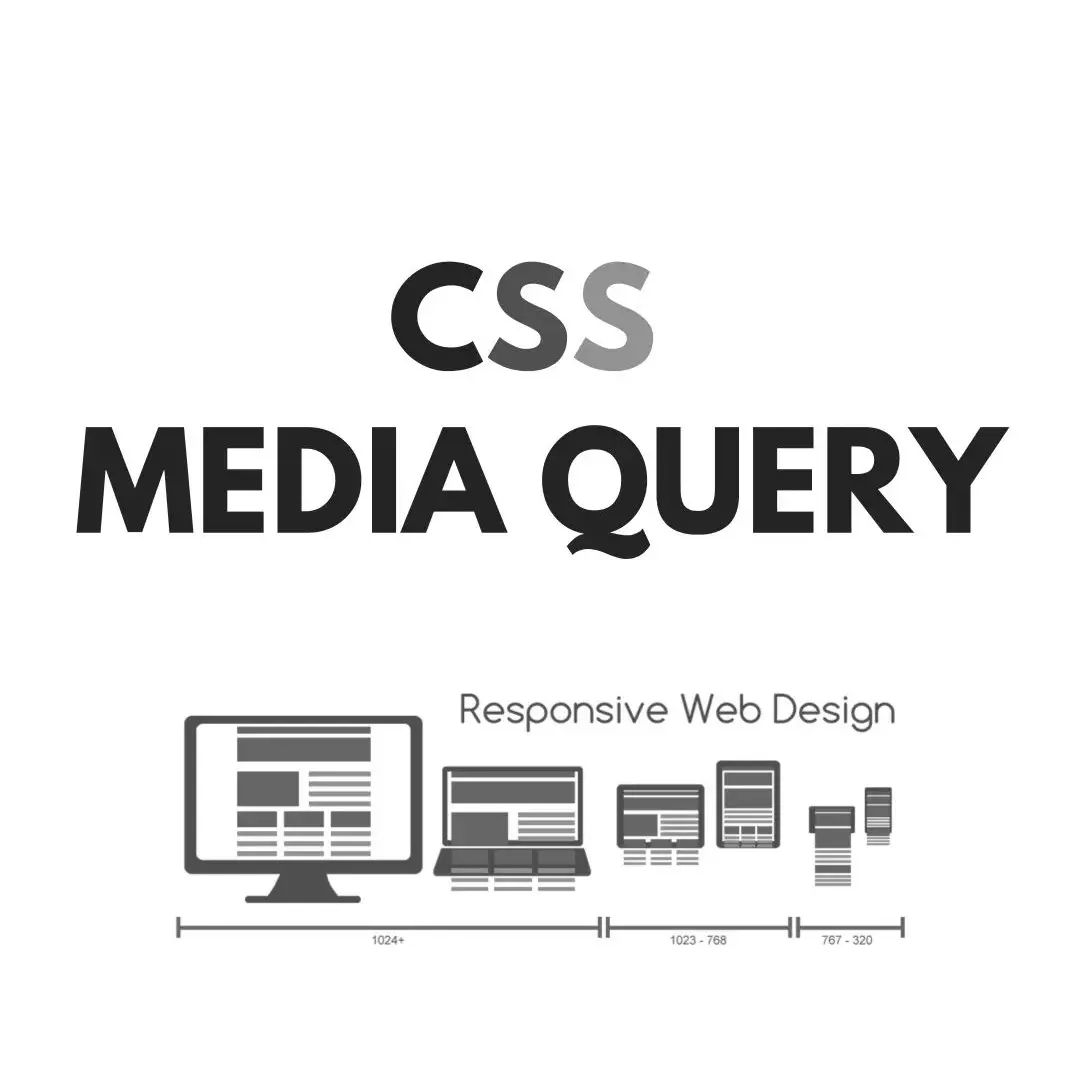 CSS
MEDIA QUERY
Responsive Web Design
1024+
1023 - 768
767 - 320